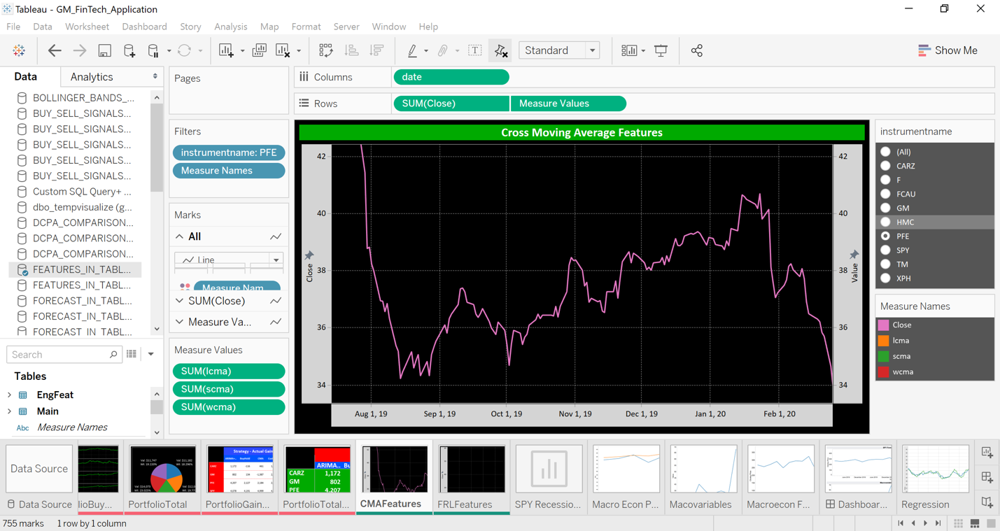 Tableau - GM_FinTech_Application
File Data Worksheet Dashboard Story Analysis Map Format Server Window Help
Standard
Show Me
Data
Analytics
BOLLINGER_BANDS_...
BUY_SELL_SIGNALS...
BUY_SELL_SIGNALS...
BUY_SELL_SIGNALS...
BUY_SELL_SIGNALS...
BUY_SELL_SIGNALS...
Custom SQL Query+ ...
dbo_tempvisualize (g...
DCPA_COMPARISON...
DCPA_COMPARISON...
DCPA_COMPARISON...
FEATURES_IN_TABL...
FEATURES_IN_TABL...
FORECAST_IN_TABL...
FORECAST_IN_TABL...
FORECAST_IN_TABL...
Search
Tables
EngFeat
Main
Abc Measure Names
Pages
Filters
instrumentname: PFE
Measure Names
Marks
All
Line
Measure Nam
SUM(Close)
Measure Va...
Measure Values
SUM(lcma)
SUM(scma)
SUM(wcma)
Columns
date
Rows
SUM(Close)
Measure Values
Cross Moving Average Features
42
40
38
36
34
Close
42
40
38
36
34
Value
Aug 1, 19
Sep 1, 19
Oct 1, 19
Nov 1, 19
Dec 1, 19
Jan 1, 20
Feb 1, 20
instrumentname
(All)
CARZ
F
FCAU
GM
HMC
PFE
SPY
TM
XPH
Measure Names
Close
lcma
scma
wcma
Data Source
Strategy - Actual Gain
ARIMA.. Bu
CARZ 1,172
GM 802
PFE 4,207
Data Source
lioBuy...
PortfolioTotal
PortfolioGain...
PortfolioTotal...
CMAFeatures
FRLFeatures
SPY Recessio...
Macro Econ P...
Macovariables
Macroecon F...
Dashboar...
Regression
755 marks
1 row by 1 column